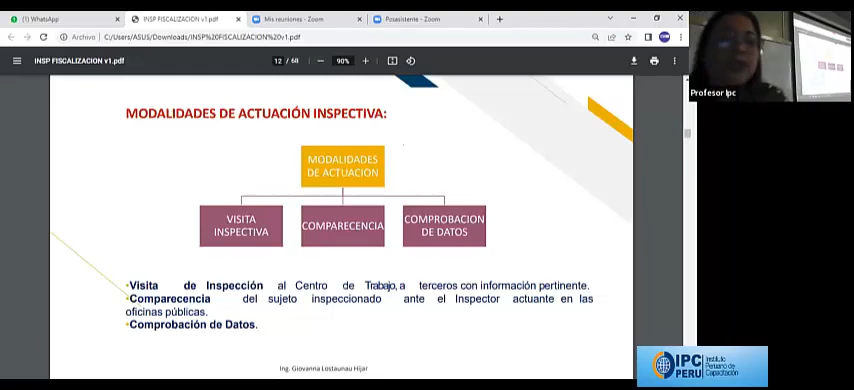 (1) WhatsApp
INSP FISCALIZACION v1.pdf
Mis reuniones - Zoom
Posasistente - Zoom
Archivo
C:/Users/ASUS/Downloads/INSP%20FISCALIZACION%20v1.pdf
INSP FISCALIZACION v1.pdf
12 / 68
90%
Profesor Ipc
MODALIDADES DE ACTUACIÓN INSPECTIVA:
MODALIDADES
DE ACTUACIÓN
VISITA
INSPECTIVA
COMPARECENCIA
COMPROBACION
DE DATOS
•Visita de Inspección al Centro de Trabajo, a terceros con información pertinente.
•Comparecencia del sujeto inspeccionado ante el Inspector actuante en las
oficinas públicas.
•Comprobación de Datos.
Ing. Giovanna Lostaunau Hijar
IPC
PERU
Instituto
Peruano de
Capacitación